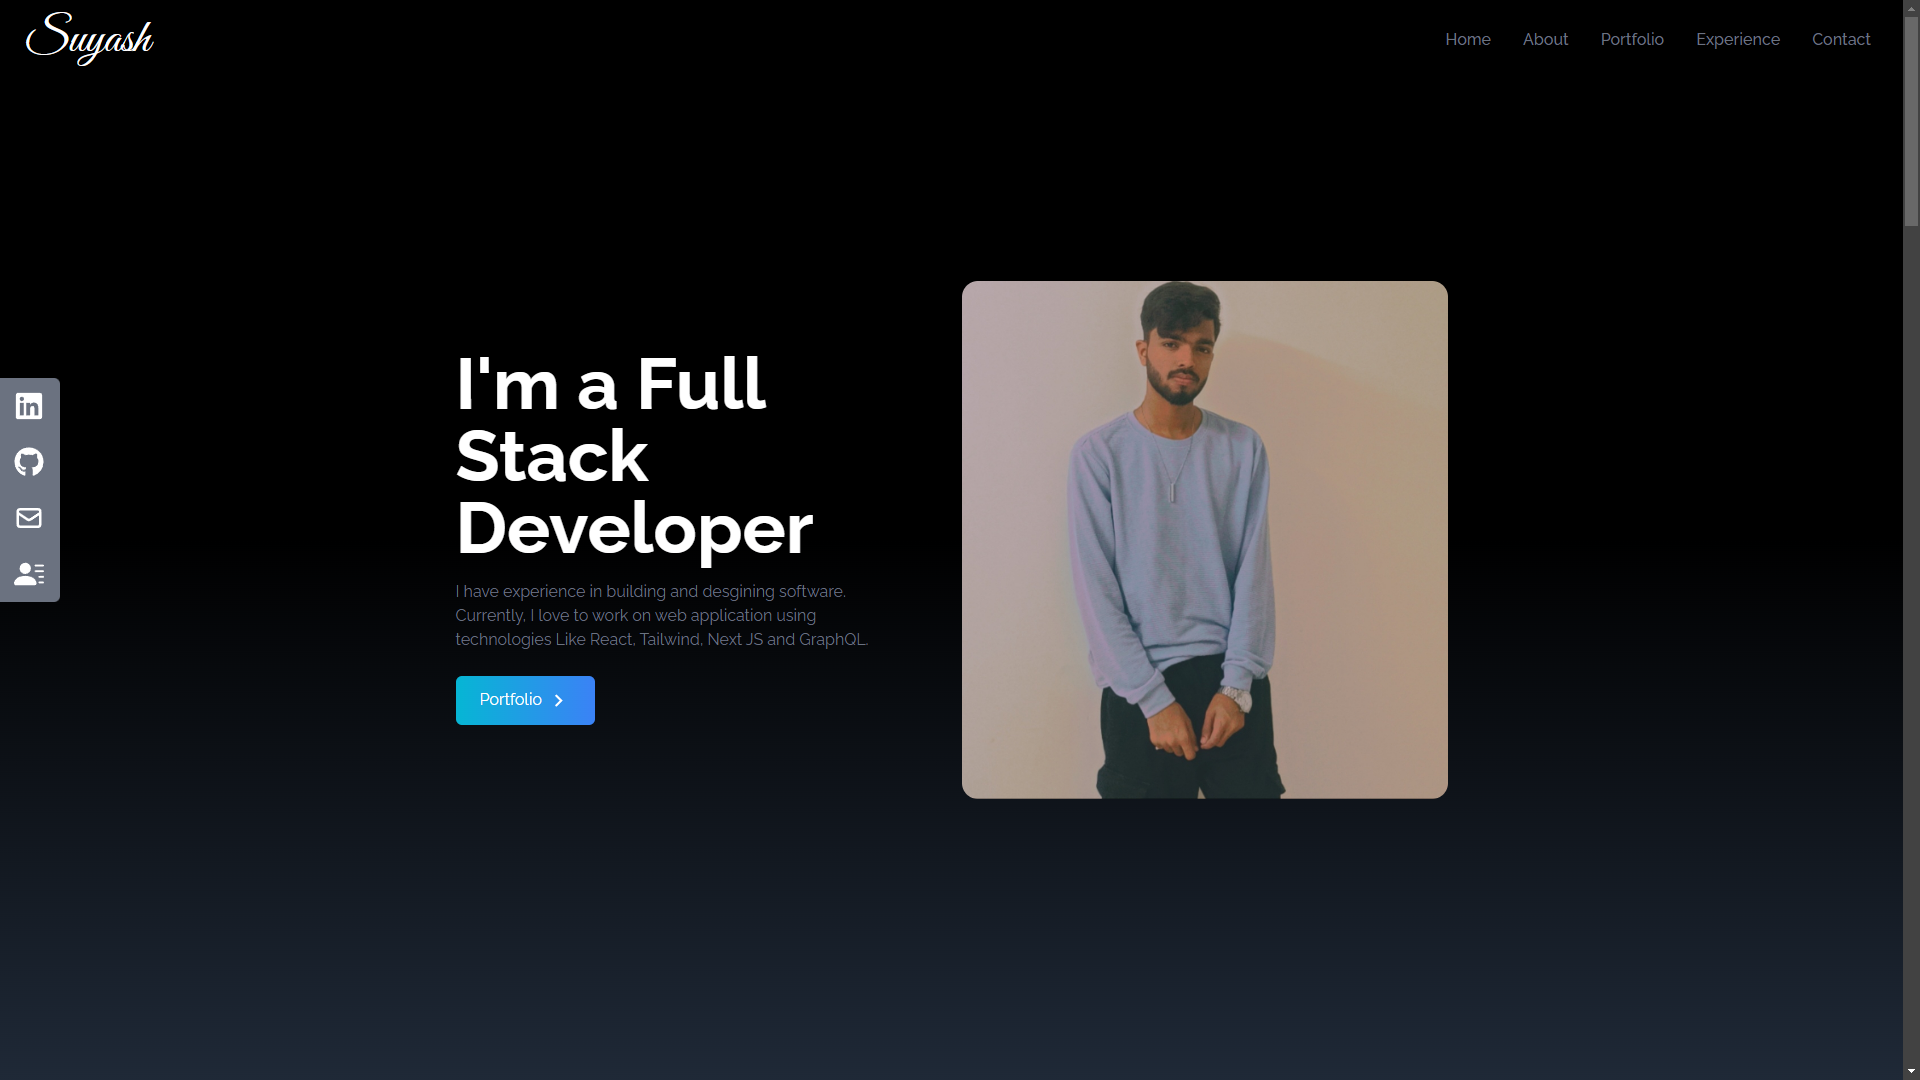 Suyash
Home About Portfolio Experience Contact
I'm a Full
Stack
Developer
I have experience in building and desgining software.
Currently, I love to work on web application using
technologies Like React, Tailwind, Next JS and GraphQL.
Portfolio